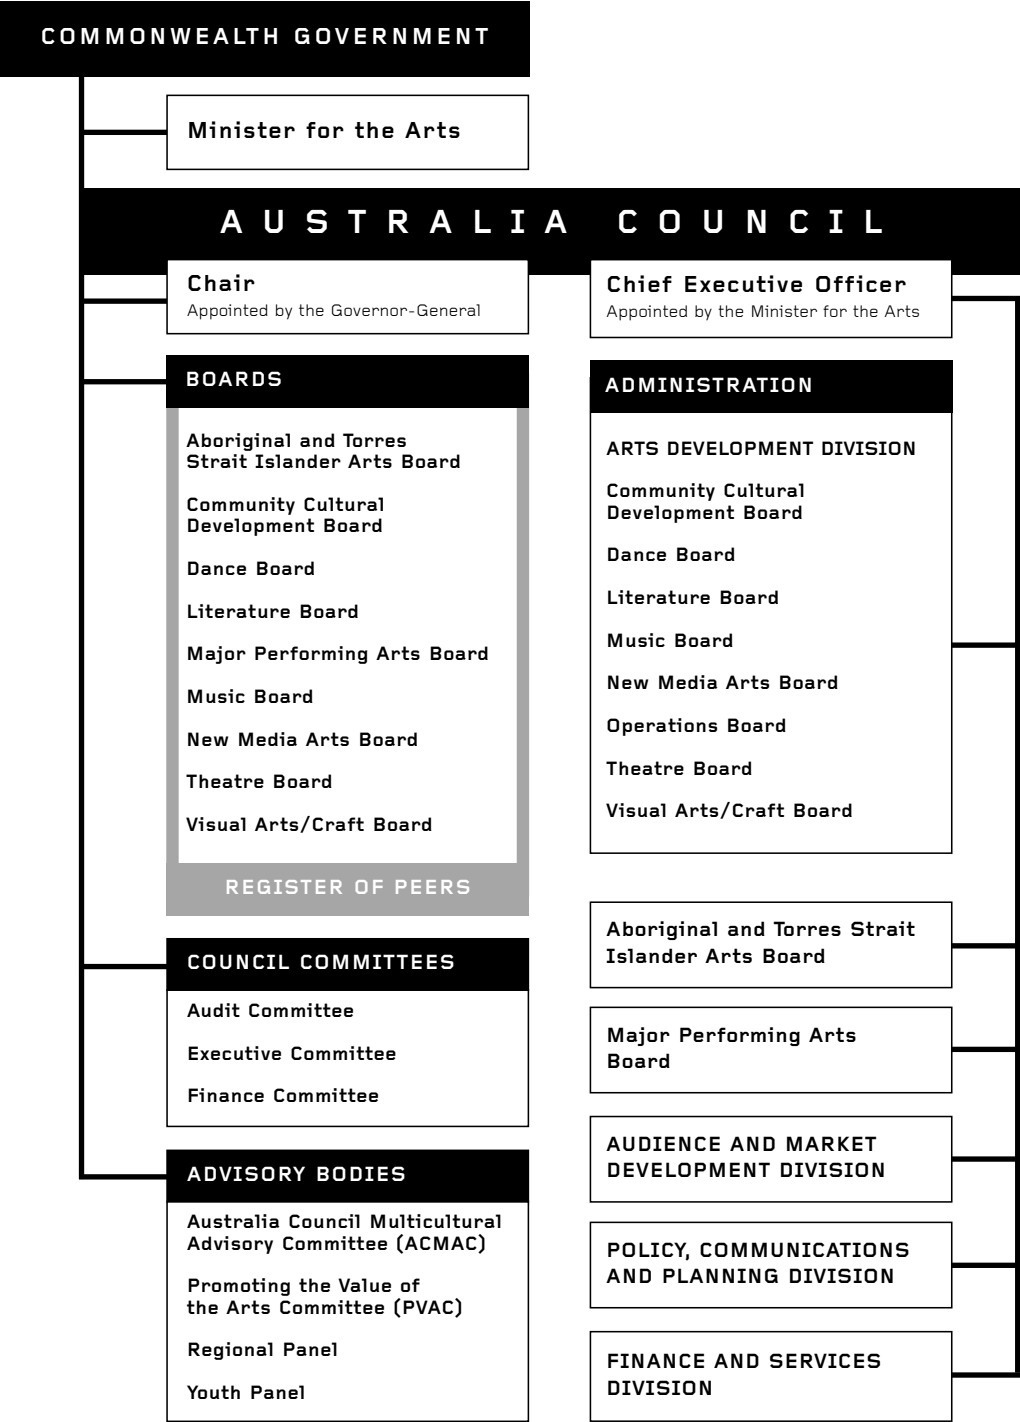 COMMONWEALTH GOVERNMENT
Minister for the Arts
AUSTRALIA COUNCIL
Chair
Appointed by the Governor-General
BOARDS
Aboriginal and Torres
Strait Islander Arts Board
Community Cultural
Development Board
Dance Board
Literature Board
Major Performing Arts Board
Music Board
New Media Arts Board
Theatre Board
Visual Arts/Craft Board
REGISTER OF PEERS
COUNCIL COMMITTEES
Audit Committee
Executive Committee
Finance Committee
ADVISORY BODIES
Australia Council Multicultural
Advisory Committee (ACMAC)
Promoting the Value of
the Arts Committee (PVAC)
Regional Panel
Youth Panel
Chief Executive Officer
Appointed by the Minister for the Arts
ADMINISTRATION
ARTS DEVELOPMENT DIVISION
Community Cultural
Development Board
Dance Board
Literature Board
Music Board
New Media Arts Board
Operations Board
Theatre Board
Visual Arts/Craft Board
Aboriginal and Torres Strait
Islander Arts Board
Major Performing Arts
Board
AUDIENCE AND MARKET
DEVELOPMENT DIVISION
POLICY, COMMUNICATIONS
AND PLANNING DIVISION
FINANCE AND SERVICES
DIVISION